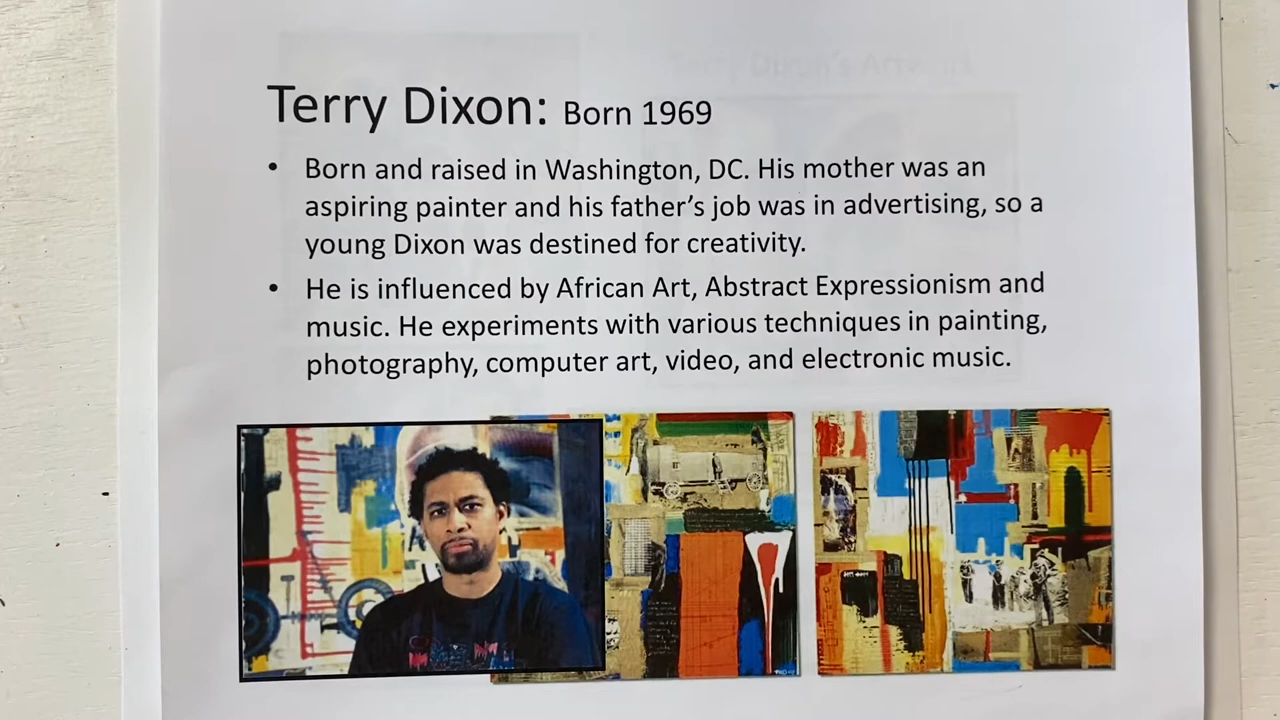 Terry Dixon: Born 1969
• Born and raised in Washington, DC. His mother was an
aspiring painter and his father's job was in advertising, so a
young Dixon was destined for creativity.
• He is influenced by African Art, Abstract Expressionism and
music. He experiments with various techniques in painting,
photography, computer art, video, and electronic music.